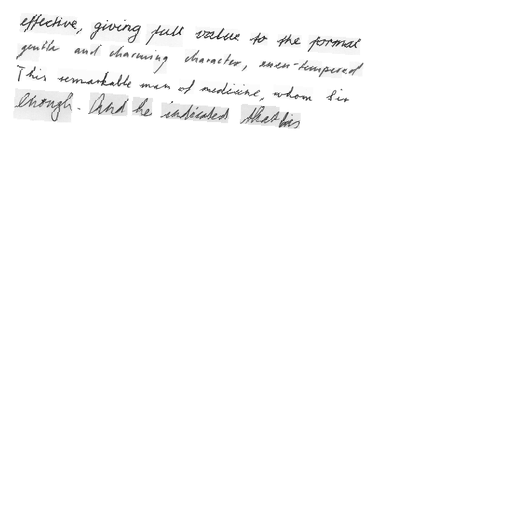 effective, giving full value to the formal
gentle and charming character, even-tempered
This remarkable man of medicine, whom Sir
enough. And he indicated that his